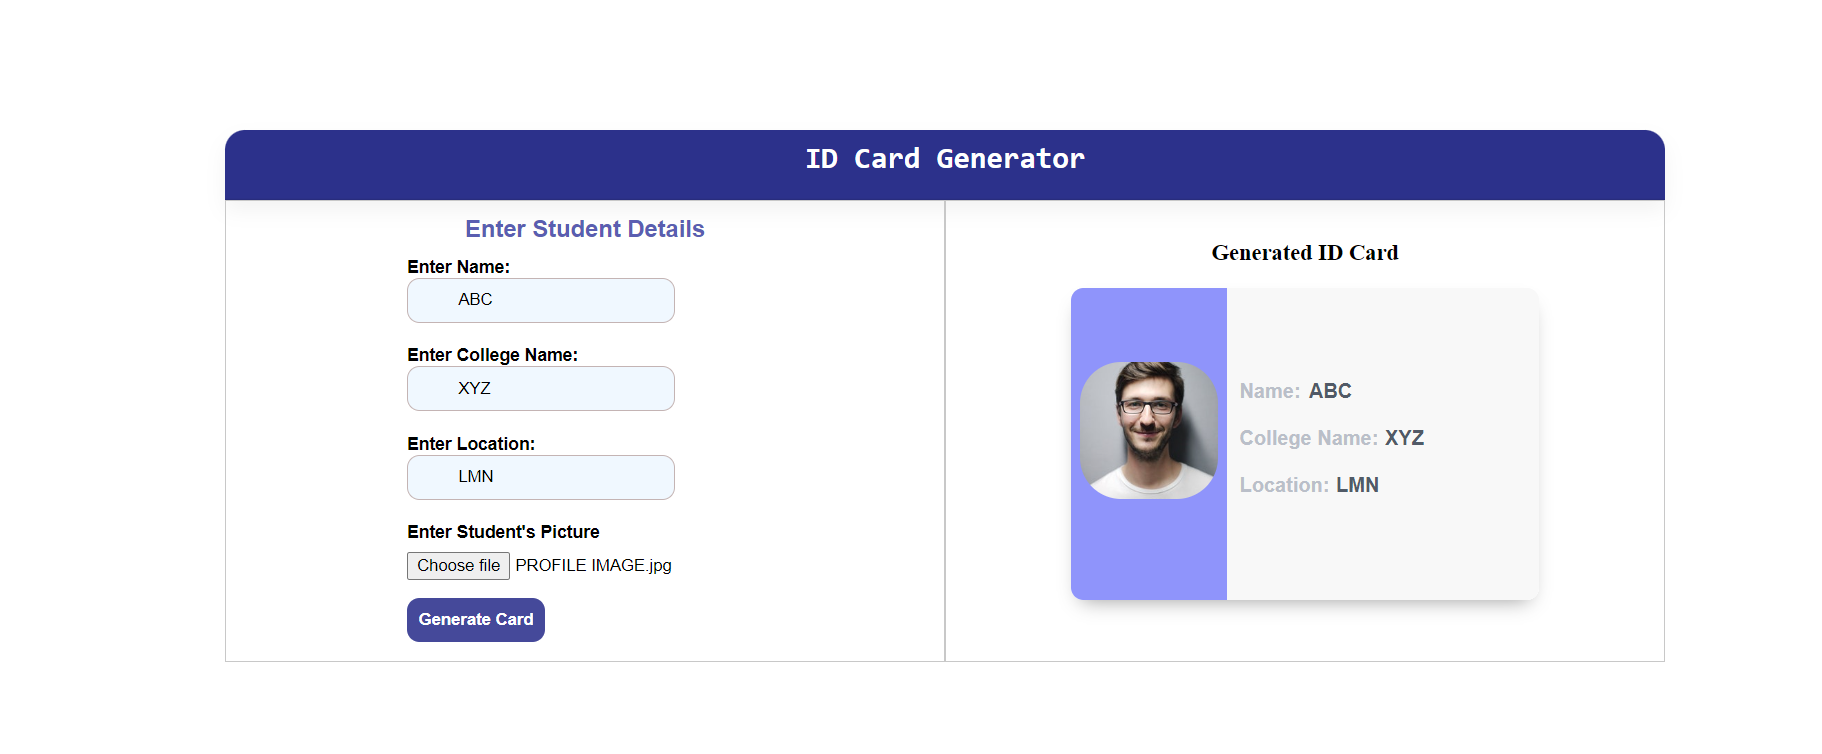 ID Card Generator
Enter Student Details
Enter Name:
ABC
Enter College Name:
XYZ
Enter Location:
LMN
Enter Student's Picture
Choose file PROFILE IMAGE.jpg
Generate Card
Generated ID Card
Name: ABC
College Name: XYZ
Location: LMN